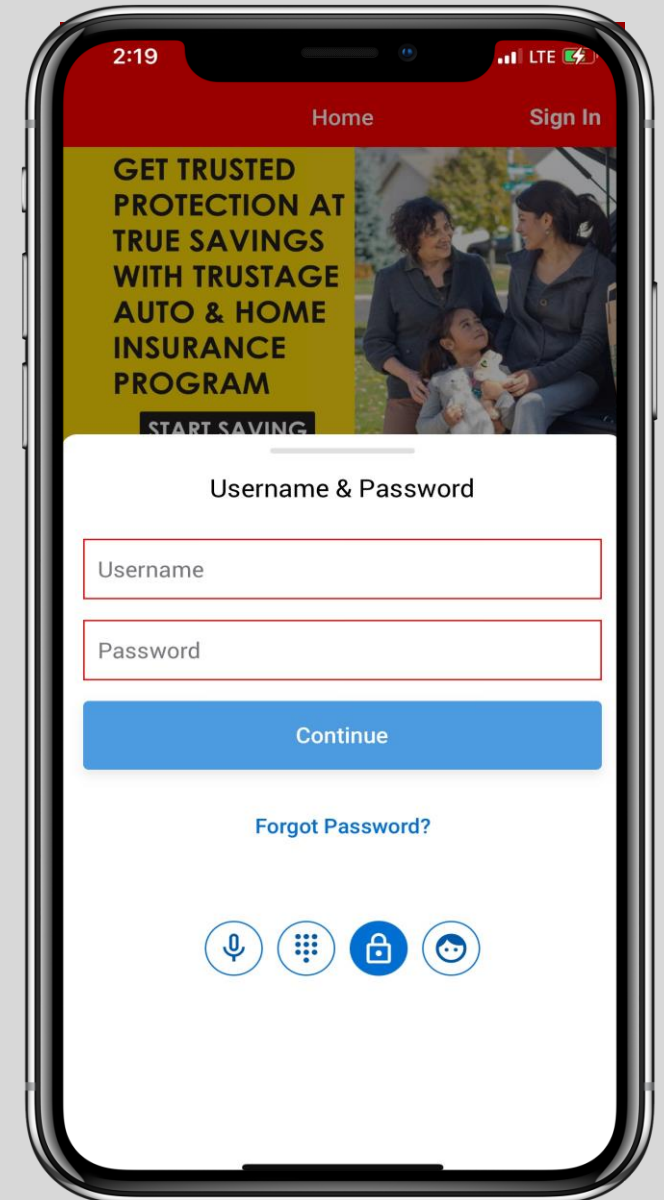 2:19
LTE
Home
Sign In
GET TRUSTED
PROTECTION AT
TRUE SAVINGS
WITH TRUSTAGE
AUTO & HOME
INSURANCE
PROGRAM
START SAVING
Username & Password
Username
Password
Continue
Forgot Password?